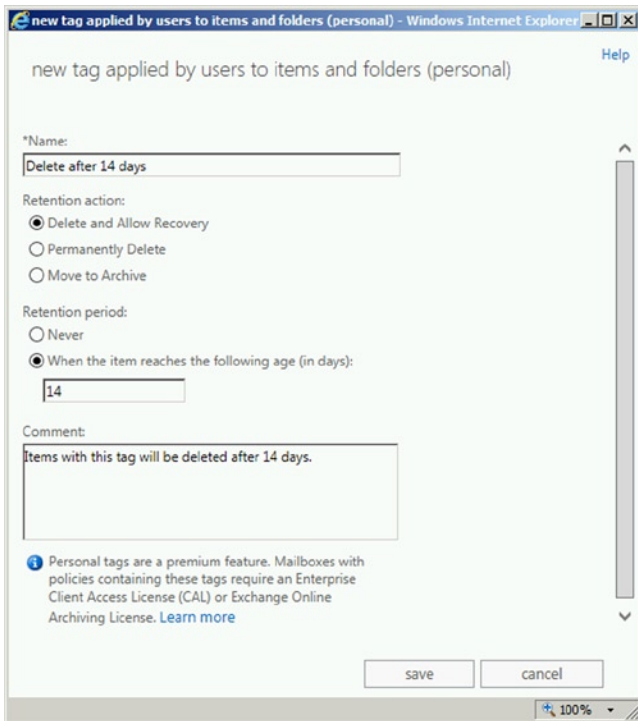 new tag applied by users to items and folders (personal) - Windows Internet Explorer
Help
new tag applied by users to items and folders (personal)
*Name:
Delete after 14 days
Retention action:
Delete and Allow Recovery
Permanently Delete
Move to Archive
Retention period:
Never
When the item reaches the following age (in days):
14
Comment:
Items with this tag will be deleted after 14 days.
Personal tags are a premium feature. Mailboxes with
policies containing these tags require an Enterprise
Client Access License (CAL) or Exchange Online
Archiving License. Learn more
save
cancel
100%